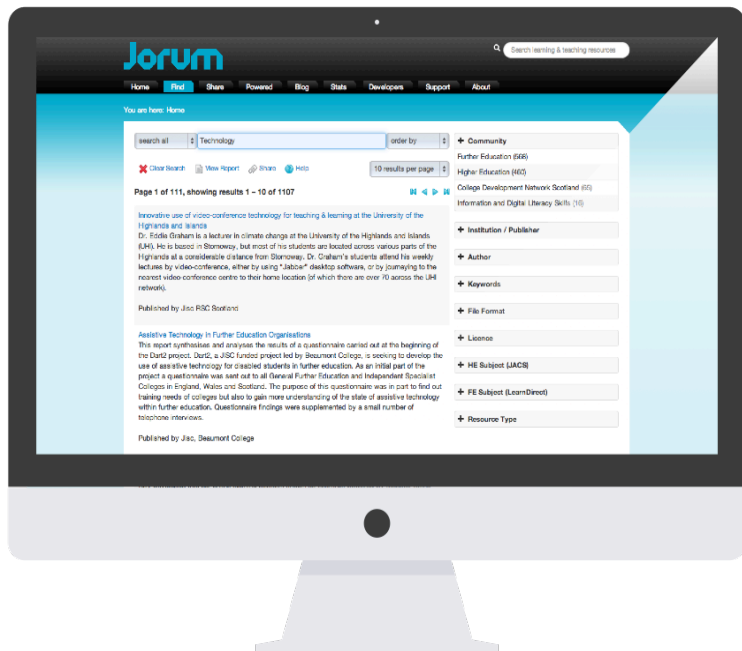 Jorum
Search learning & teaching resources
Home Find Share Powered Blog Stats Developers Support About
You are here: Home
search all Technology order by
Clear Search View Report Share Help 10 results per page
Page 1 of 111, showing results 1 – 10 of 1107
Innovative use of video-conference technology for teaching & learning at the University of the
Highlands and Islands
Dr. Eddie Graham is a lecturer in climate change at the University of the Highlands and Islands
(UHI). He is based in Stornoway, but most of his students are located across various parts of the
Highlands at a considerable distance from Stornoway. Dr. Graham's students attend his weekly
lectures by video-conference, either by using "Jabber" desktop software, or by journeying to the
nearest video-conference centre to their home location (of which there are over 70 across the UHI
network).
Published by Jisc RSC Scotland
Assistive Technology in Further Education Organisations
This report synthesises and analyses the results of a questionnaire carried out at the beginning of
the Dart2 project. Dart2, a JISC funded project led by Beaumont College, is seeking to develop the
use of assistive technology for disabled students in further education. As an initial part of the
project a questionnaire was sent out to all General Further Education and Independent Specialist
Colleges in England, Wales and Scotland. The purpose of this questionnaire was in part to find out
training needs of colleges but also to gain more understanding of the state of assistive technology
within further education. Questionnaire findings were supplemented by a small number of
telephone interviews.
Published by Jisc, Beaumont College
+ Community
Further Education (568)
Higher Education (460)
College Development Network Scotland (65)
Information and Digital Literacy Skills (16)
+ Institution / Publisher
+ Author
+ Keywords
+ File Format
+ Licence
+ HE Subject (JACS)
+ FE Subject (LearnDirect)
+ Resource Type